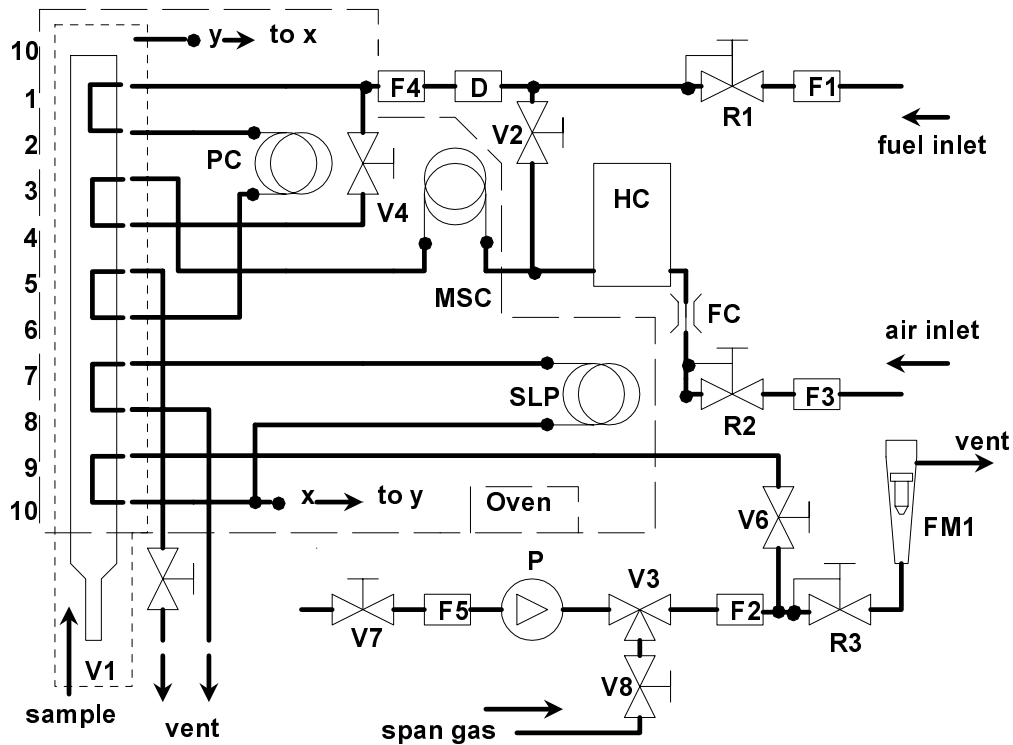 10 y to x
1 F4 D R1 F1
2 PC V2 fuel inlet
3 HC
4 V4
5 MSC FC
6 air inlet
7 SLP R2 F3
8
9 x to y vent
10 Oven V6 FM1
P V3
V7 F5 F2 R3
V1 V8
sample vent span gas